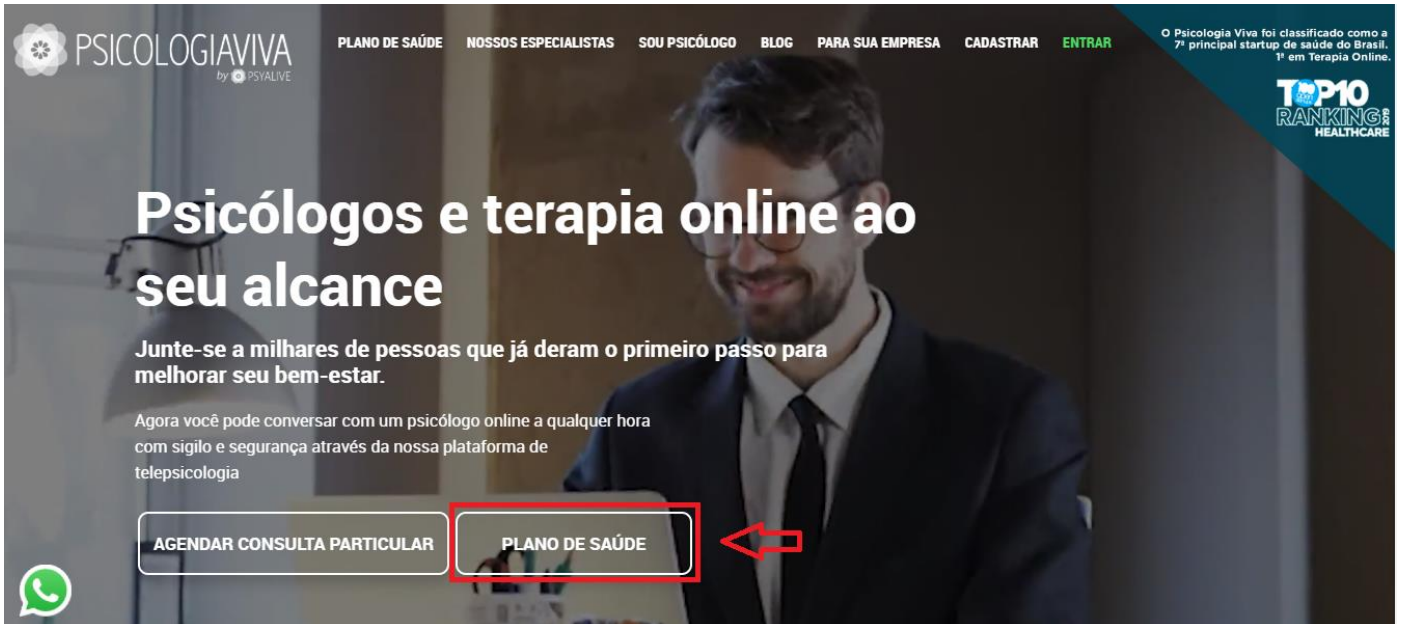 PSICOLOGIAVIVA
by PSYALIVE
PLANO DE SAÚDE NOSSOS ESPECIALISTAS SOU PSICÓLOGO BLOG PARA SUA EMPRESA CADASTRAR ENTRAR
O Psicologia Viva foi classificado como a
7ª principal startup de saúde do Brasil.
1ª em Terapia Online.
TOP10
RANKING 2019
HEALTHCARE
Psicólogos e terapia online ao
seu alcance
Junte-se a milhares de pessoas que já deram o primeiro passo para
melhorar seu bem-estar.
Agora você pode conversar com um psicólogo online a qualquer hora
com sigilo e segurança através da nossa plataforma de
telepsicologia
AGENDAR CONSULTA PARTICULAR
PLANO DE SAÚDE